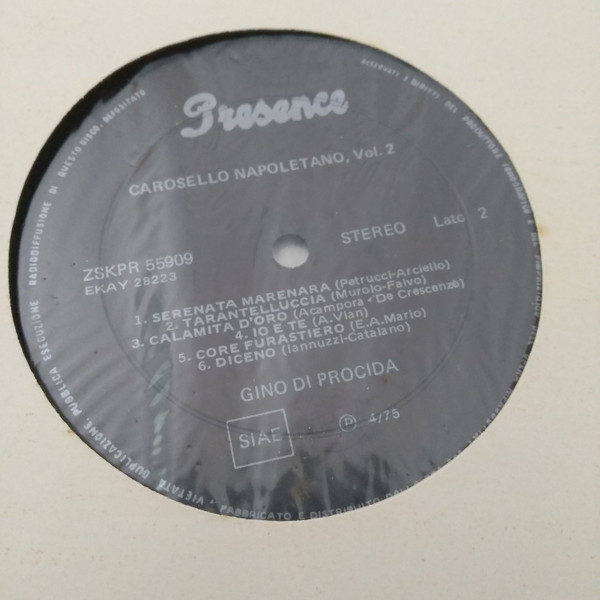 Presence
CAROSELLO NAPOLETANO, Vol. 2
STEREO
Lato 2
ZSKPR 55909
EKAY 28223
1. SERENATA MARENARA (Petrucci-Arciello)
2. TARANTELLUCCIA (Murolo-Falvo)
3. CALAMITA D'ORO (Acampora-De Crescenzo)
4. IO E TE (A.Vian)
5. CORE FURASTIERO (E.A.Mario)
6. DICENO (Iannuzzi-Catalano)
GINO DI PROCIDA
SIAE
Ⓟ 4/75
VIETATA DUPLICAZIONE, PUBBLICA ESECUZIONE RADIODIFFUSIONE DI QUESTO DISCO. DEPOSITATO
RISERVATI I DIRITTI DEL PRODUTTORE FONOGRAFICO E
FABBRICATO E DISTRIBUITO